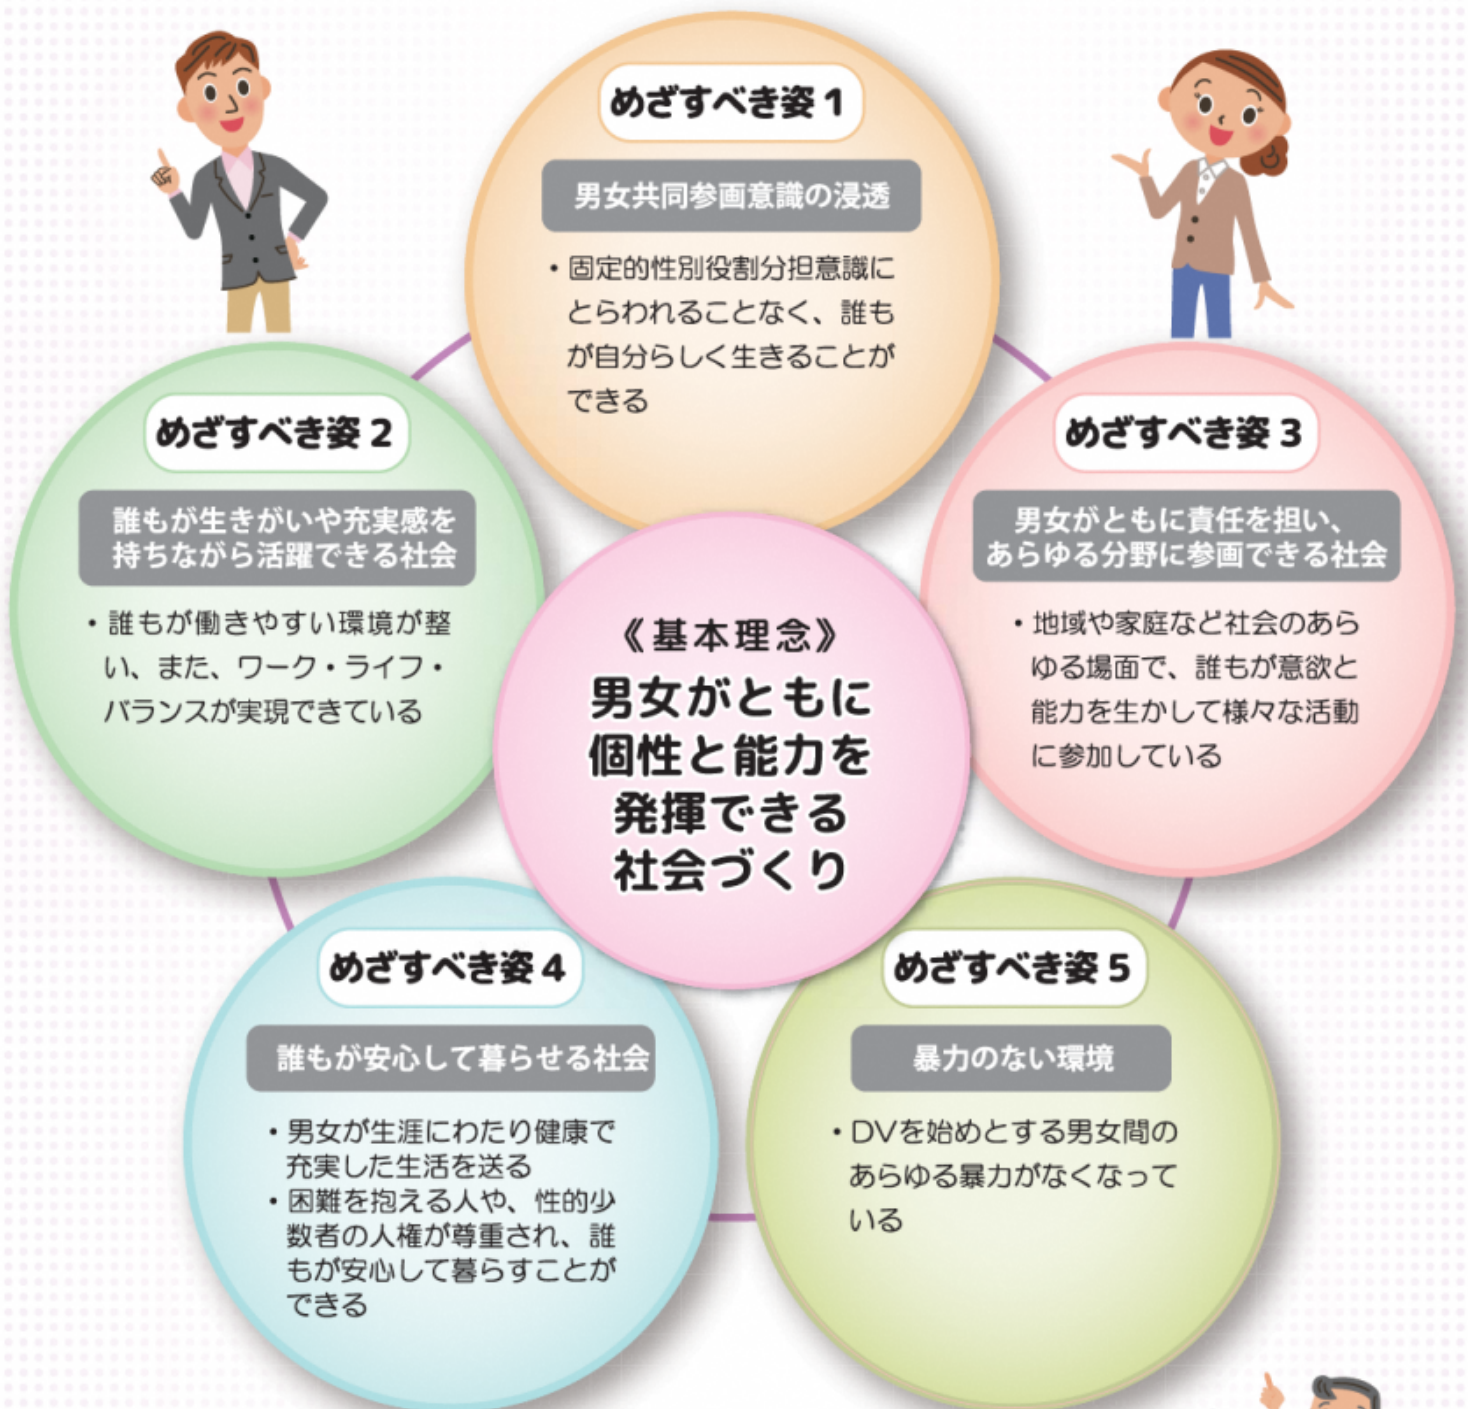 めざすべき姿 1
男女共同参画意識の浸透
・固定的性別役割分担意識に
とらわれることなく、誰も
が自分らしく生きることが
できる
めざすべき姿 2
誰もが生きがいや充実感を
持ちながら活躍できる社会
・誰もが働きやすい環境が整
い、また、ワーク・ライフ・
バランスが実現できている
めざすべき姿 3
男女がともに責任を担い、
あらゆる分野に参画できる社会
・地域や家庭など社会のあら
ゆる場面で、誰もが意欲と
能力を生かして様々な活動
に参加している
《基本理念》
男女がともに
個性と能力を
発揮できる
社会づくり
めざすべき姿 4
誰もが安心して暮らせる社会
・男女が生涯にわたり健康で
充実した生活を送る
・困難を抱える人や、性的少
数者の人権が尊重され、誰
もが安心して暮らすことが
できる
めざすべき姿 5
暴力のない環境
・DVを始めとする男女間の
あらゆる暴力がなくなって
いる